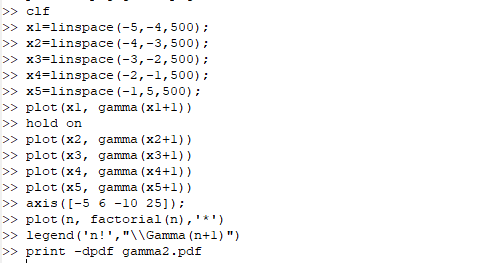 >> clf
>> x1=linspace(-5,-4,500);
>> x2=linspace(-4,-3,500);
>> x3=linspace(-3,-2,500);
>> x4=linspace(-2,-1,500);
>> x5=linspace(-1,5,500);
>> plot(x1, gamma(x1+1))
>> hold on
>> plot(x2, gamma(x2+1))
>> plot(x3, gamma(x3+1))
>> plot(x4, gamma(x4+1))
>> plot(x5, gamma(x5+1))
>> axis([-5 6 -10 25]);
>> plot(n, factorial(n),'*')
>> legend('n!',"\\Gamma(n+1)")
>> print -dpdf gamma2.pdf